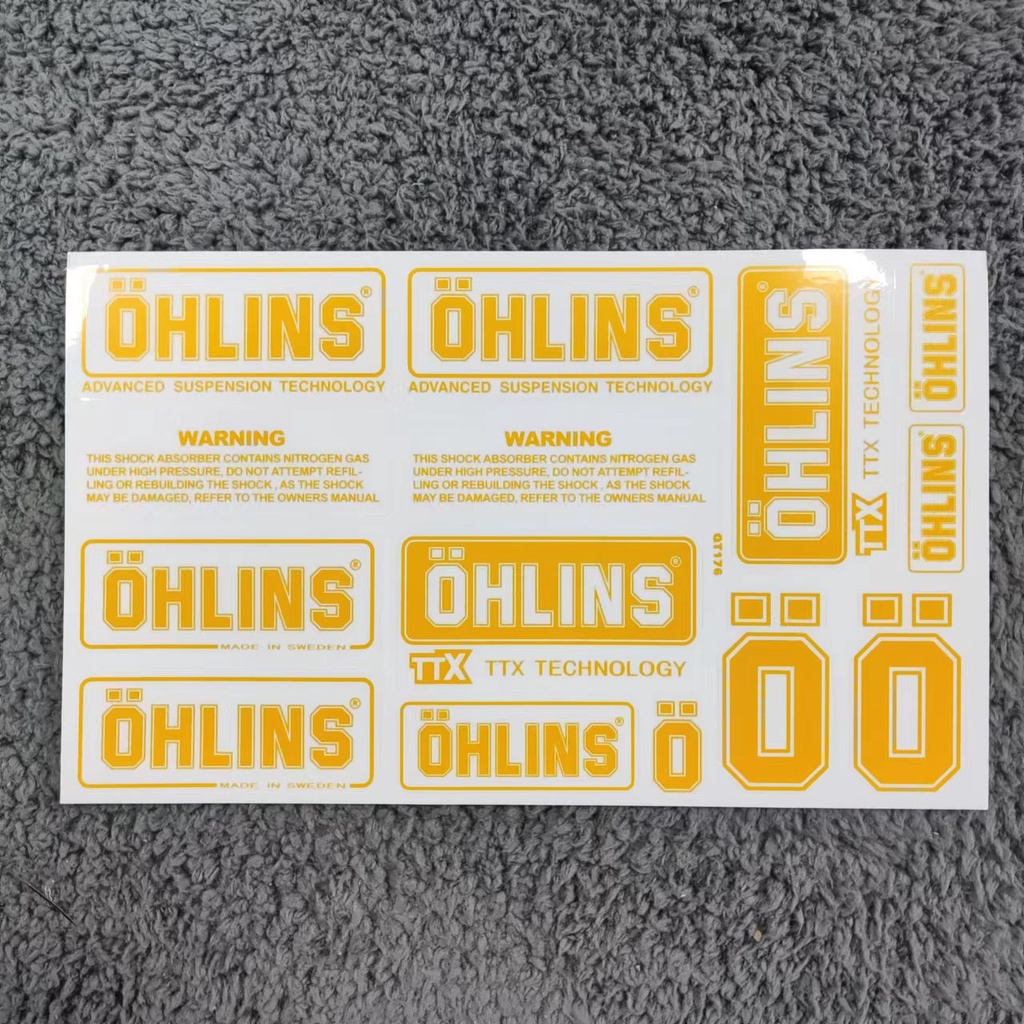 ÖHLINS®
ADVANCED SUSPENSION TECHNOLOGY
WARNING
THIS SHOCK ABSORBER CONTAINS NITROGEN GAS
UNDER HIGH PRESSURE, DO NOT ATTEMPT REFIL-
LING OR REBUILDING THE SHOCK , AS THE SHOCK
MAY BE DAMAGED, REFER TO THE OWNERS MANUAL
ÖHLINS®
MADE IN SWEDEN
ÖHLINS®
MADE IN SWEDEN
ÖHLINS®
ADVANCED SUSPENSION TECHNOLOGY
WARNING
THIS SHOCK ABSORBER CONTAINS NITROGEN GAS
UNDER HIGH PRESSURE, DO NOT ATTEMPT REFIL-
LING OR REBUILDING THE SHOCK , AS THE SHOCK
MAY BE DAMAGED, REFER TO THE OWNERS MANUAL
ÖHLINS®
TTX TTX TECHNOLOGY
ÖHLINS®
Ö
QT176
ÖHLINS®
TTX TTX TECHNOLOGY
ÖHLINS®
ÖHLINS®
Ö
Ö